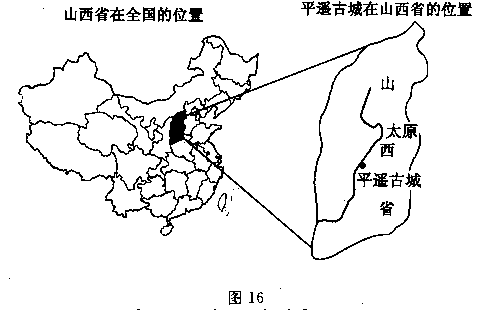 山西省在全国的位置
平遥古城在山西省的位置
山
太原
西
平遥古城
省
图 16